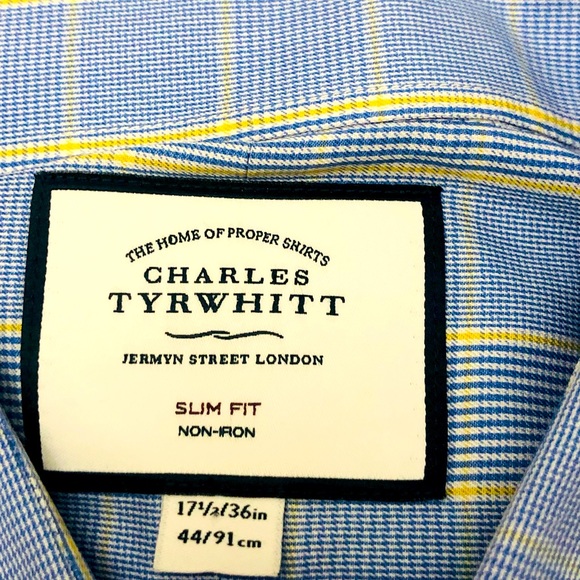 THE HOME OF PROPER SHIRTS
CHARLES
TYRWHITT
JERMYN STREET LONDON
SLIM FIT
NON-IRON
17½/36in
44/91cm